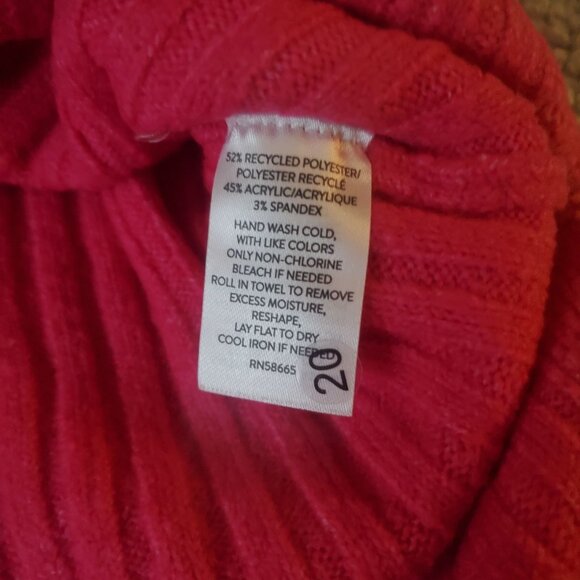 52% RECYCLED POLYESTER/
POLYESTER RECYCLÉ
45% ACRYLIC/ACRYLIQUE
3% SPANDEX
HAND WASH COLD,
WITH LIKE COLORS
ONLY NON-CHLORINE
BLEACH IF NEEDED
ROLL IN TOWEL TO REMOVE
EXCESS MOISTURE,
RESHAPE,
LAY FLAT TO DRY
COOL IRON IF NEEDED
RN58665
20